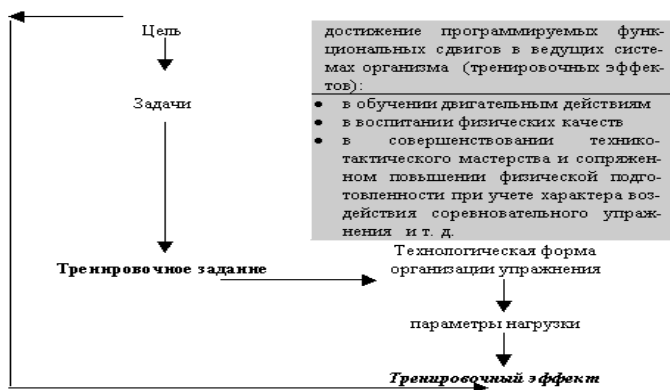 Цель
Задачи
Тренировочное задание
достижение программируемых функ-
циональных сдвигов в ведущих систе-
мах организма (тренировочных эффек-
тов):
• в обучении двигательным действиям
• в воспитании физических качеств
• в совершенствовании технико-
тактического мастерства и сопряжен-
ном повышении физической подго-
товленности при учете характера воз-
действия соревновательного упраж-
нения и т. д.
Технологическая форма
организации упражнения
параметры нагрузки
Тренировочный эффект